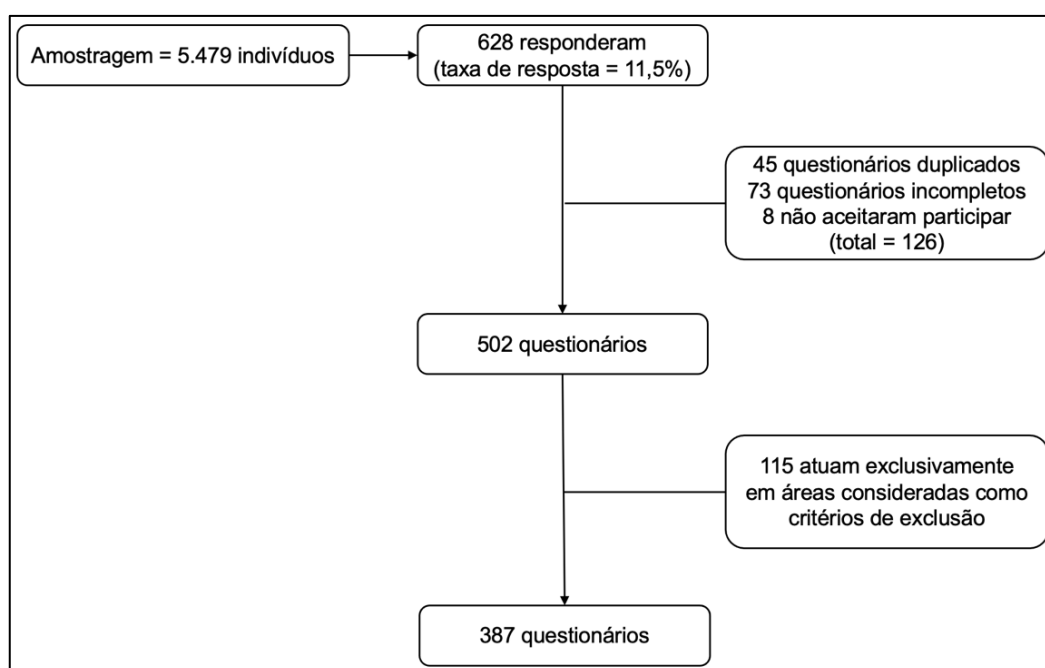 Amostragem = 5.479 indivíduos
628 responderam
(taxa de resposta = 11,5%)
45 questionários duplicados
73 questionários incompletos
8 não aceitaram participar
(total = 126)
502 questionários
115 atuam exclusivamente
em áreas consideradas como
critérios de exclusão
387 questionários